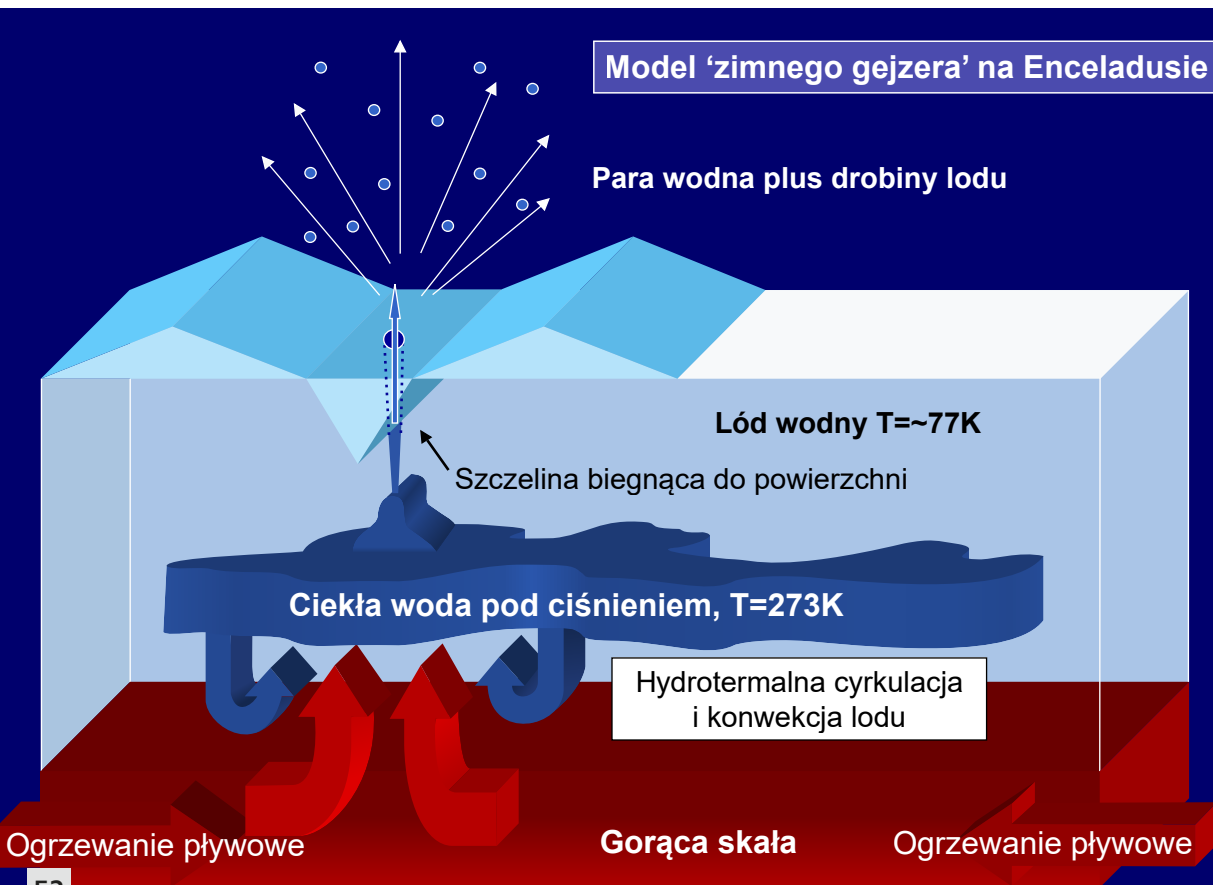 Model ‘zimnego gejzera’ na Enceladusie
Para wodna plus drobiny lodu
Lód wodny T=~77K
Szczelina biegnąca do powierzchni
Ciekła woda pod ciśnieniem, T=273K
Hydrotermalna cyrkulacja
i konwekcja lodu
Ogrzewanie pływowe
Gorąca skała
Ogrzewanie pływowe